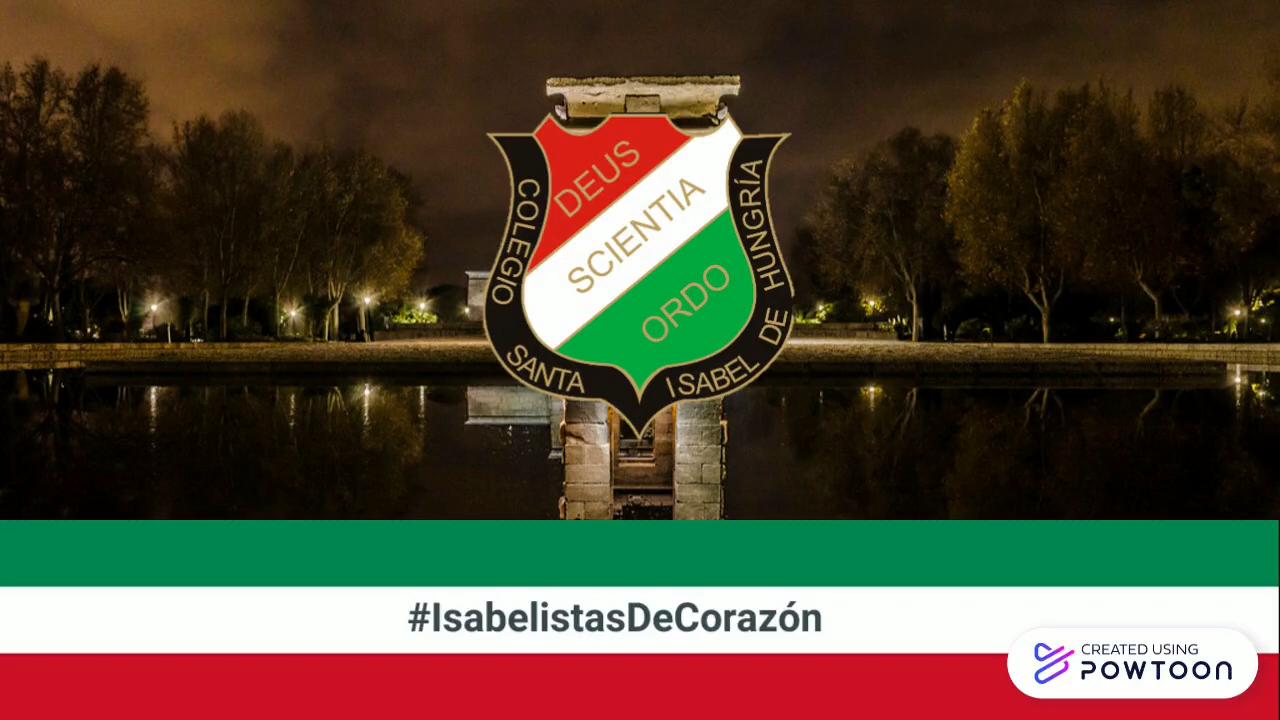 DEUS
SCIENTIA
ORDO
COLEGIO SANTA ISABEL DE HUNGRÍA
#IsabelistasDeCorazón
CREATED USING
POWTOON